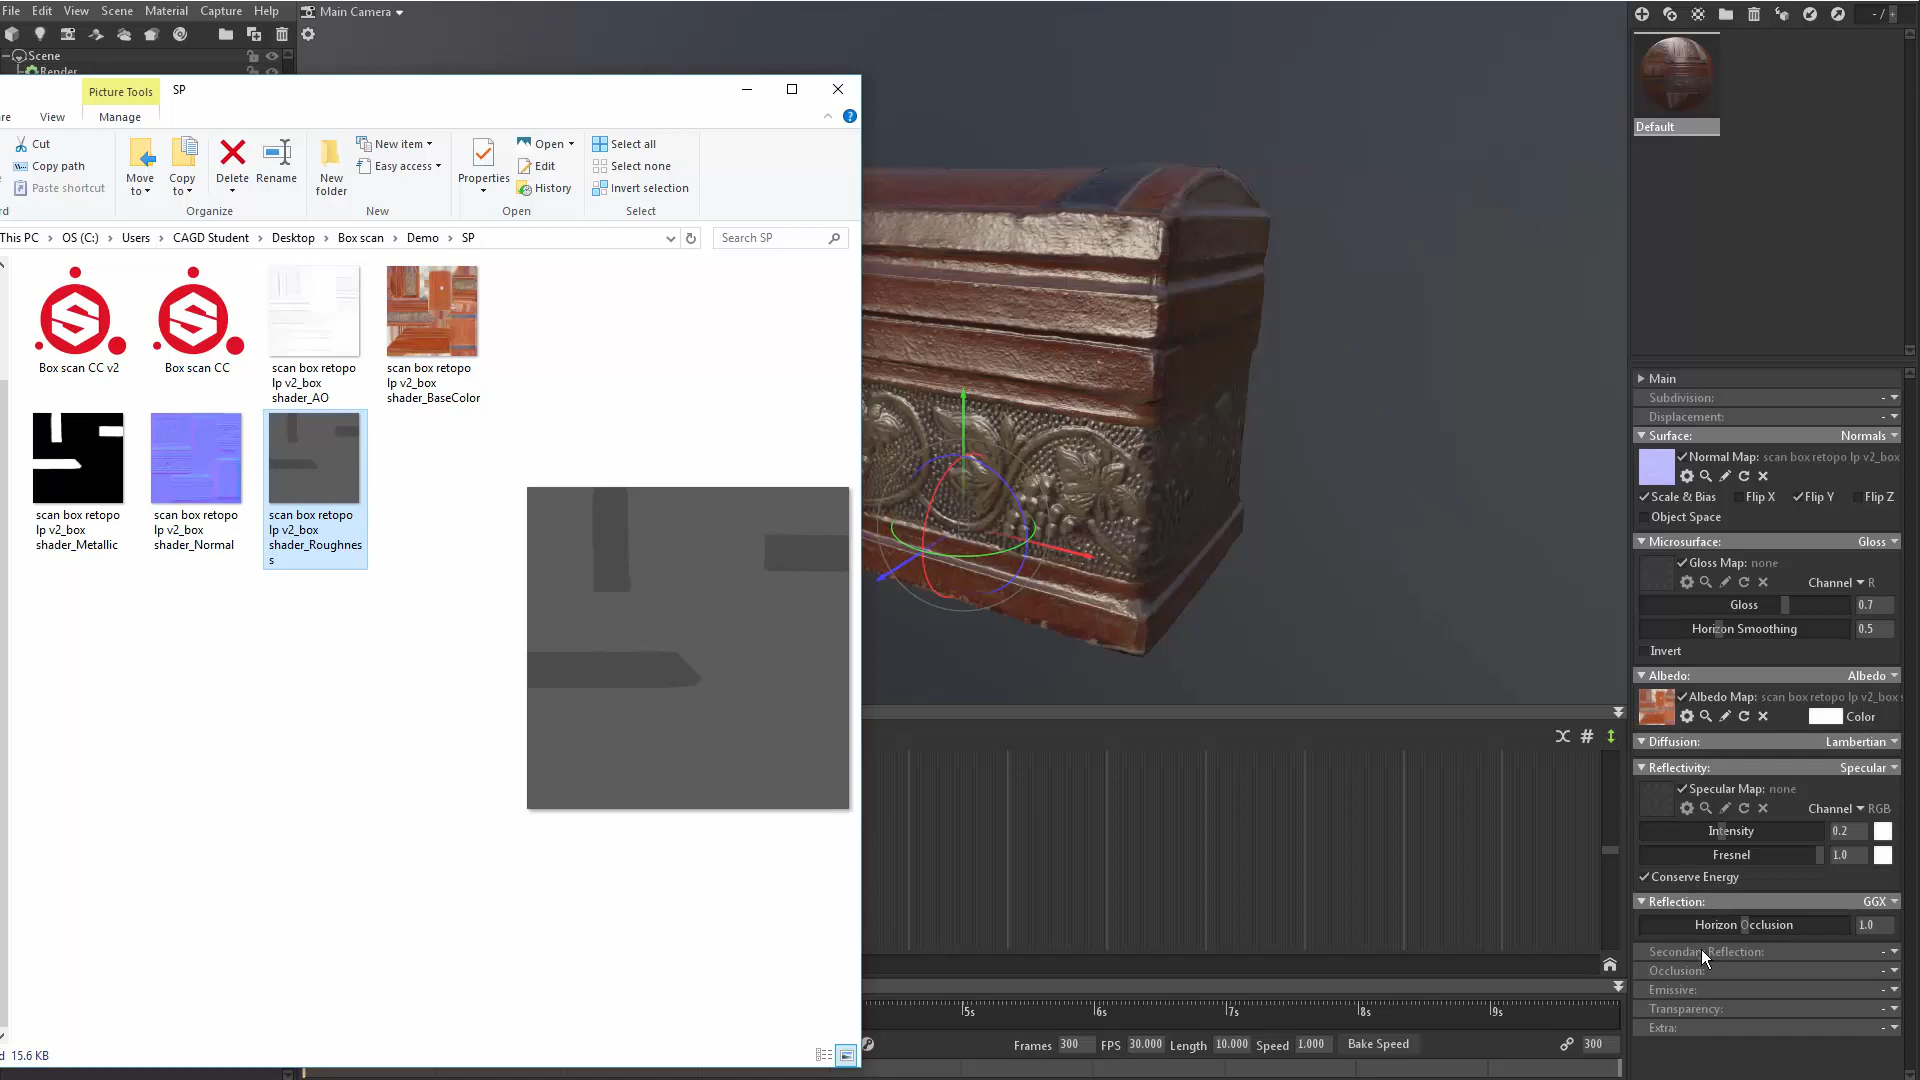 File Edit View Scene Material Capture Help
Main Camera
- / +
Scene
Render
Default
Picture Tools SP
View Manage
Cut
Copy path
Paste shortcut
Move to
Copy to
Delete
Rename
New folder
New item
Easy access
Properties
Open
Edit
History
Select all
Select none
Invert selection
Organize New Open Select
This PC > OS (C:) > Users > CAGD Student > Desktop > Box scan > Demo > SP
Search SP
Box scan CC v2
Box scan CC
scan box retopo
lp v2_box
shader_AO
scan box retopo
lp v2_box
shader_BaseColor
scan box retopo
lp v2_box
shader_Metallic
scan box retopo
lp v2_box
shader_Normal
scan box retopo
lp v2_box
shader_Roughnes
s
15.6 KB
Main
Subdivision: -
Displacement: -
Surface: Normals
Normal Map: scan box retopo lp v2_box
Scale & Bias Flip X Flip Y Flip Z
Object Space
Microsurface: Gloss
Gloss Map: none
Channel R
Gloss 0.7
Horizon Smoothing 0.5
Invert
Albedo: Albedo
Albedo Map: scan box retopo lp v2_box s
Color
Diffusion: Lambertian
Reflectivity: Specular
Specular Map: none
Channel RGB
Intensity 0.2
Fresnel 1.0
Conserve Energy
Reflection: GGX
Horizon Occlusion 1.0
Secondary Reflection: -
Occlusion: -
Emissive: -
Transparency: -
Extra: -
5s 6s 7s 8s 9s
Frames 300 FPS 30.000 Length 10.000 Speed 1.000 Bake Speed 300